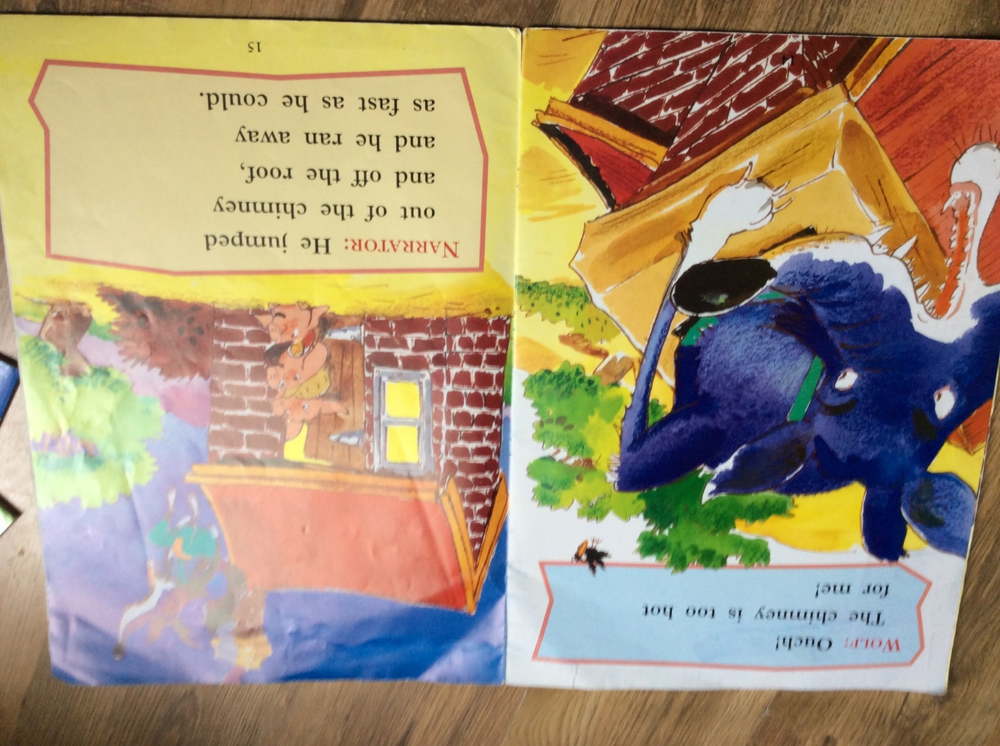 WOLF: Ouch!
The chimney is too hot
for me!
14
NARRATOR: He jumped
out of the chimney
and off the roof,
and he ran away
as fast as he could.
15